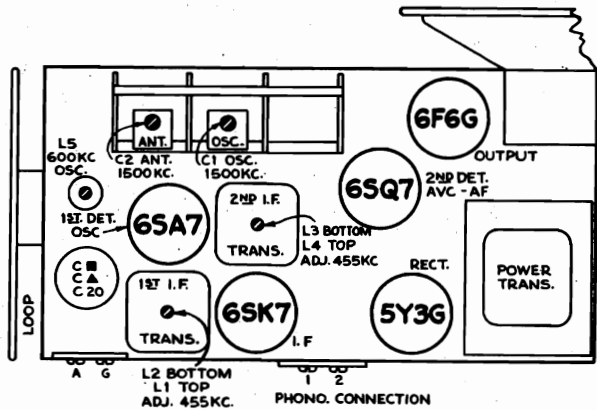 6F6G
OUTPUT
ANT.
OSC.
C2 ANT.
1500KC.
C1 OSC.
1500KC.
L5
600KC
OSC.
6SQ7
2ND DET.
AVC - AF
1ST. DET.
OSC
6SA7
2ND I.F.
TRANS.
L3 BOTTOM
L4 TOP
ADJ. 455KC
C ■
C ▲
C 20
1ST I.F.
TRANS.
6SK7
I.F
RECT.
5Y3G
POWER
TRANS.
LOOP
A G
L2 BOTTOM
L1 TOP
ADJ. 455KC.
1 2
PHONO. CONNECTION